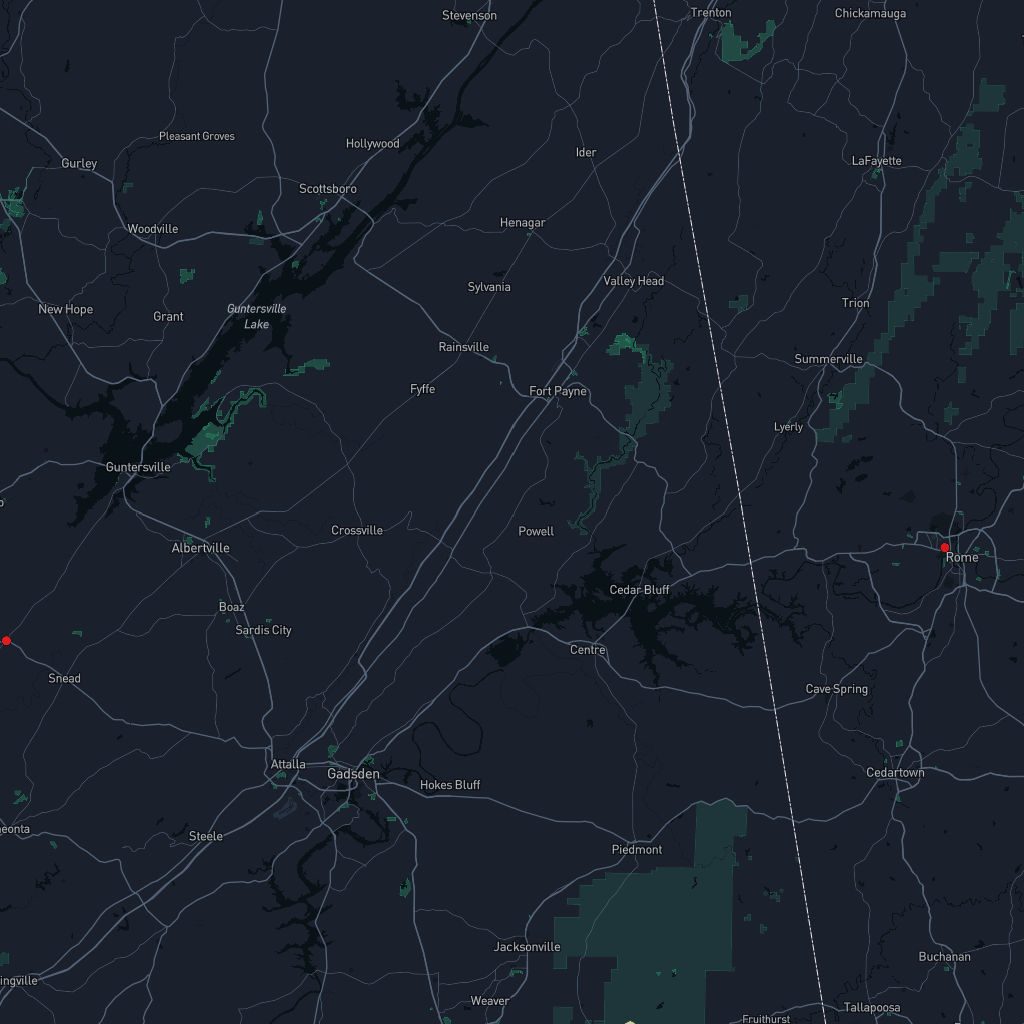 Stevenson
Trenton
Chickamauga
Pleasant Groves
Hollywood
Ider
Gurley
LaFayette
Scottsboro
Woodville
Henagar
Valley Head
Sylvania
New Hope
Grant
Guntersville
Lake
Trion
Rainsville
Summerville
Fyffe
Fort Payne
Lyerly
Guntersville
Crossville
Powell
Albertville
Rome
Cedar Bluff
Boaz
Sardis City
Centre
Snead
Cave Spring
Attalla
Gadsden
Hokes Bluff
Cedartown
eonta
Steele
Piedmont
Jacksonville
Buchanan
ingville
Weaver
Tallapoosa
Fruithurst